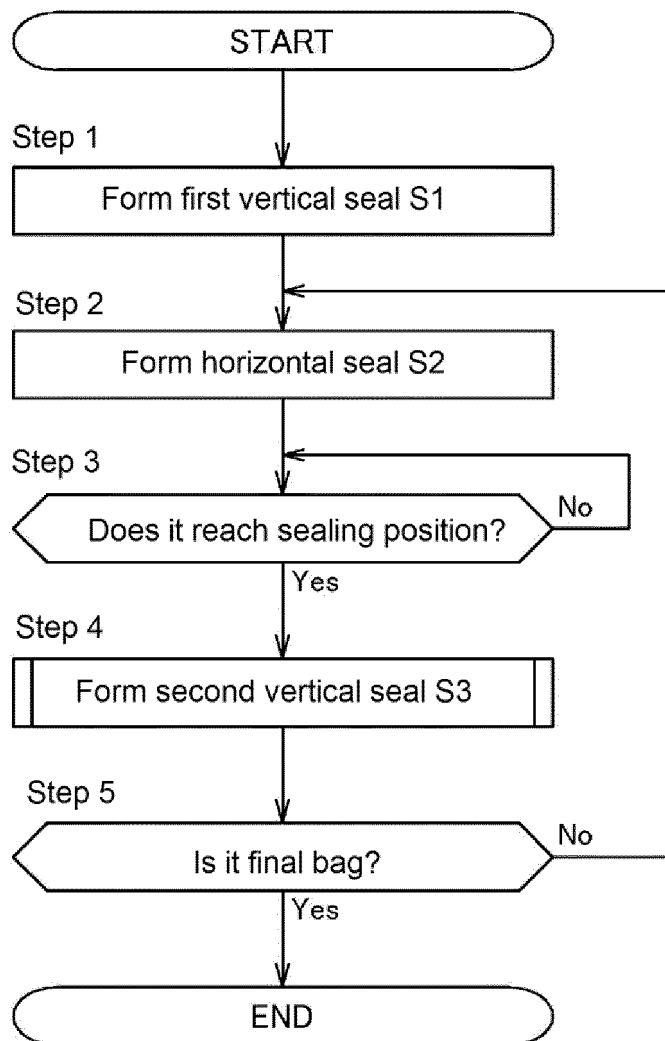 START
Step 1
Form first vertical seal S1
Step 2
Form horizontal seal S2
Step 3
No
Does it reach sealing position?
Yes
Step 4
Form second vertical seal S3
Step 5
No
Is it final bag?
Yes
END